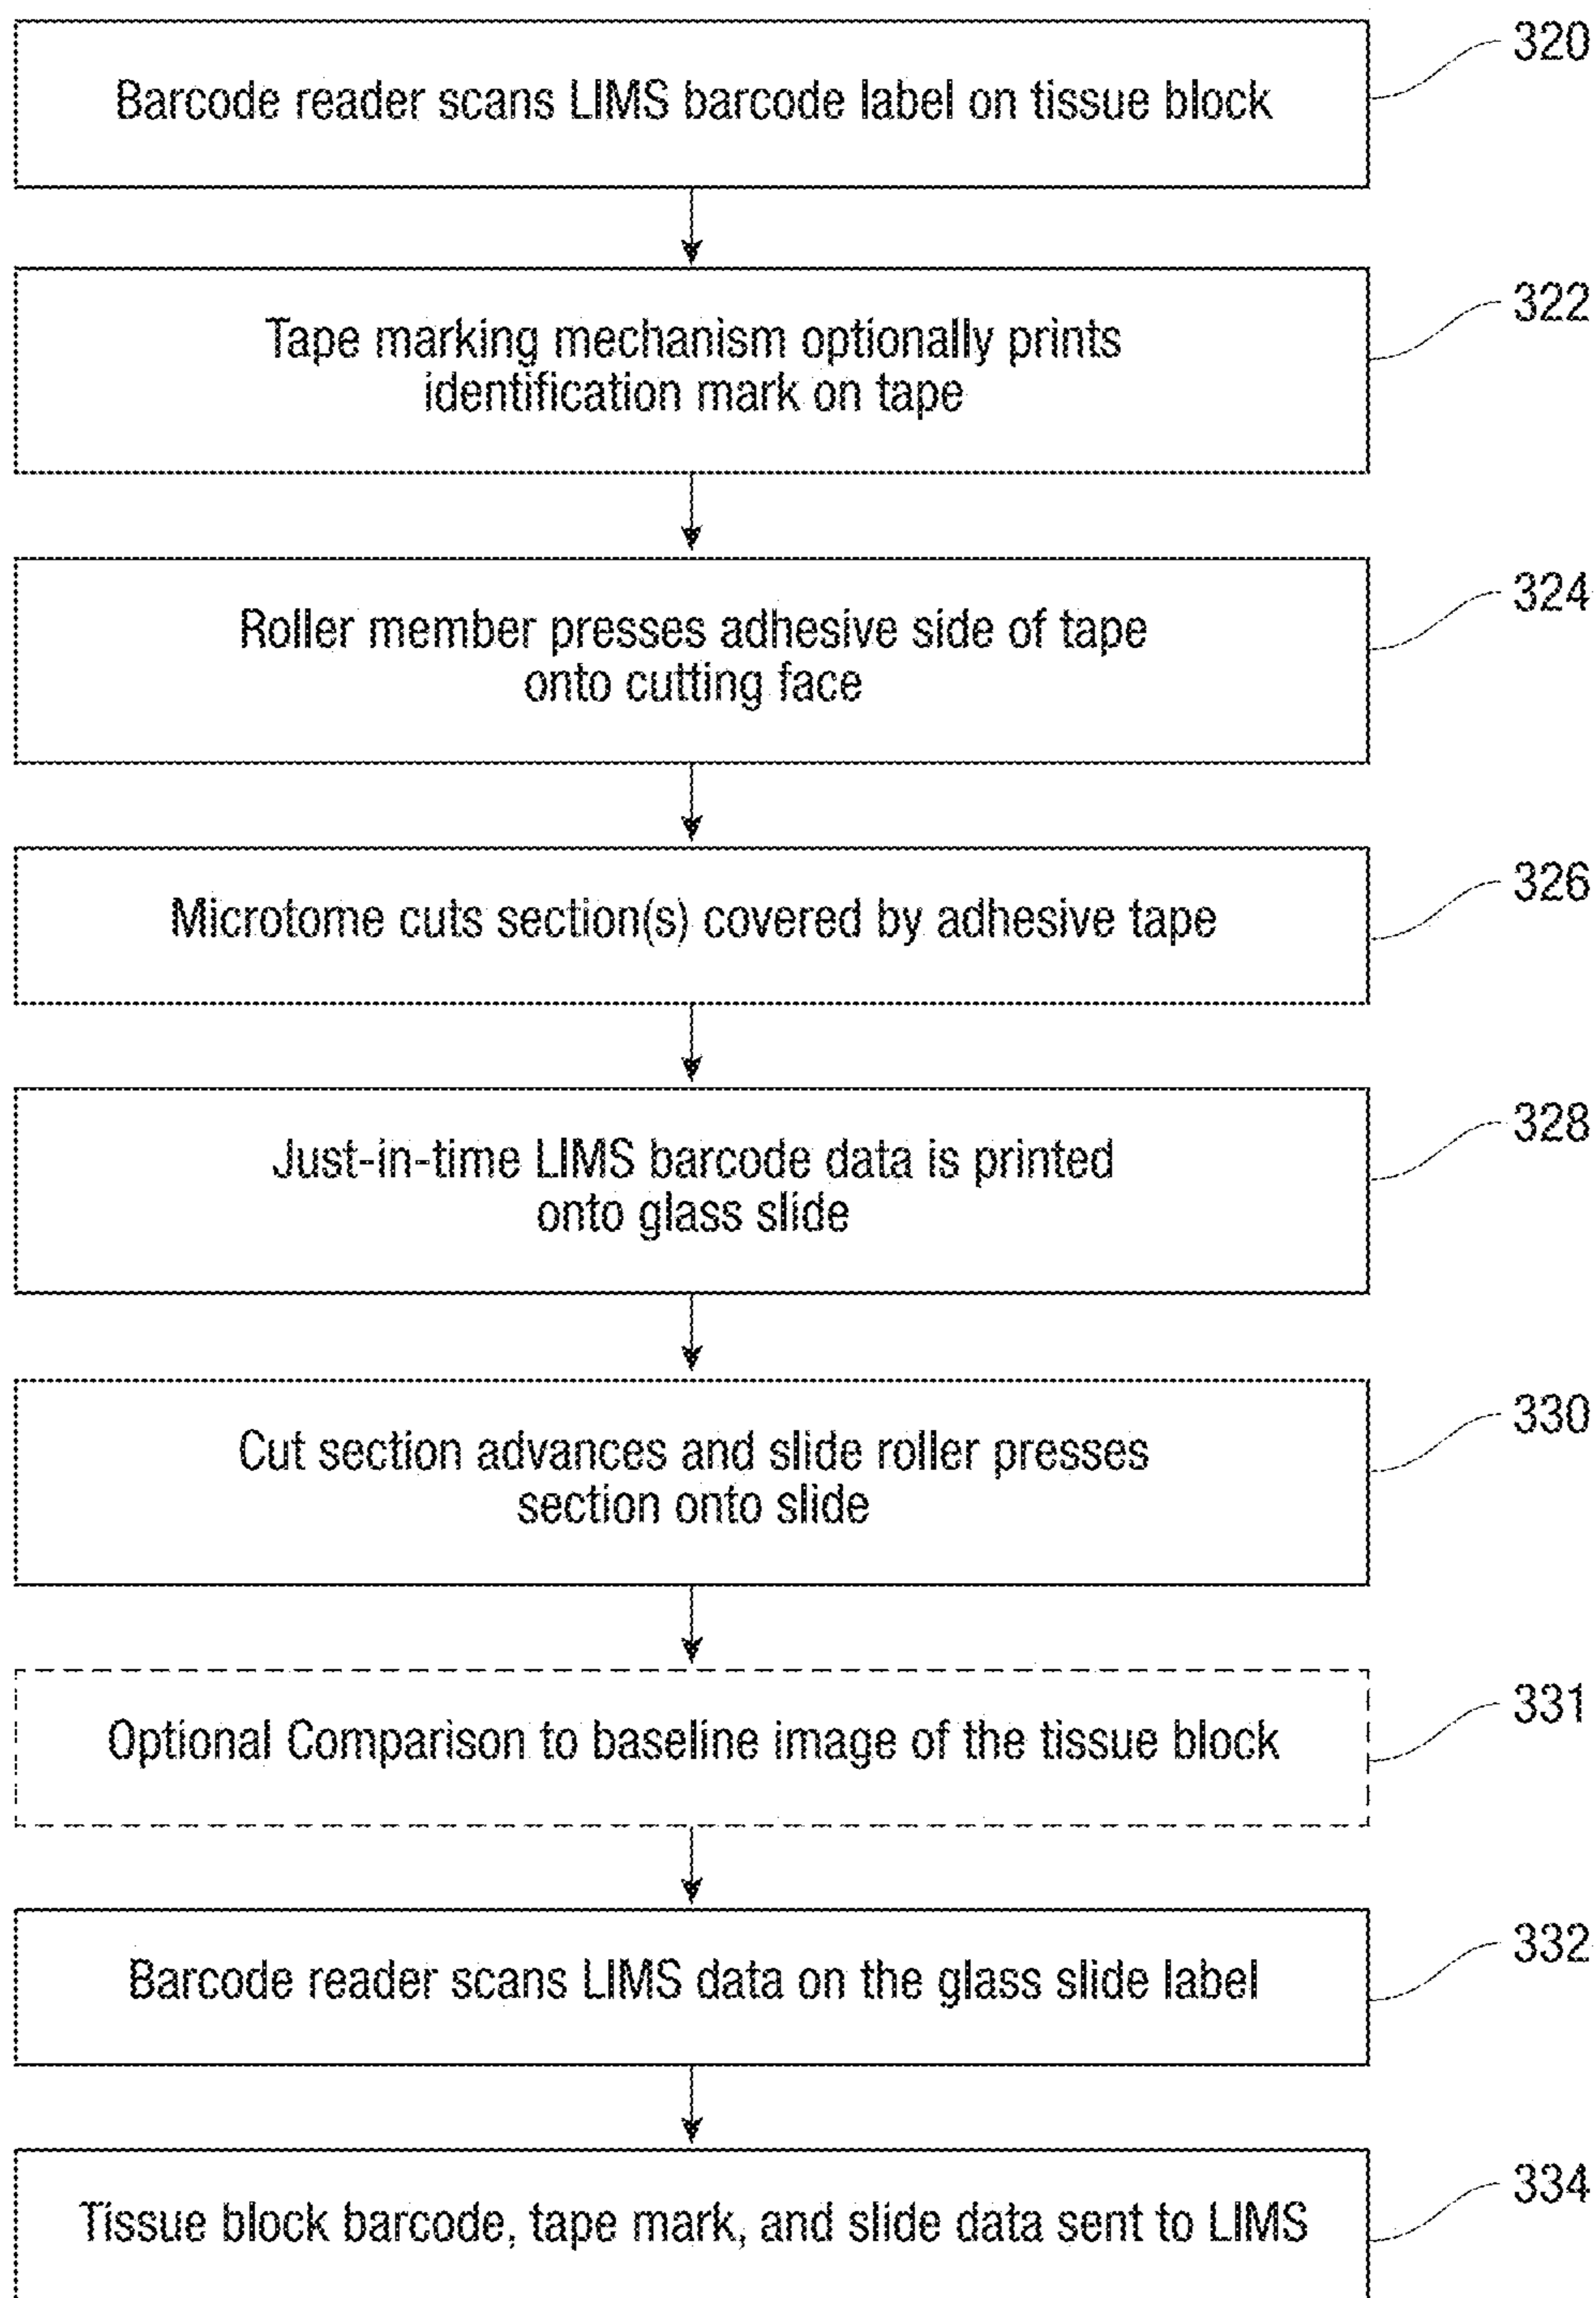 Barcode reader scans LIMS barcode label on tissue block
320
Tape marking mechanism optionally prints
identification mark on tape
322
Roller member presses adhesive side of tape
onto cutting face
324
Microtome cuts section(s) covered by adhesive tape
326
Just-in-time LIMS barcode data is printed
onto glass slide
328
Cut section advances and slide roller presses
section onto slide
330
Optional Comparison to baseline image of the tissue block
331
Barcode reader scans LIMS data on the glass slide label
332
Tissue block barcode, tape mark, and slide data sent to LIMS
334